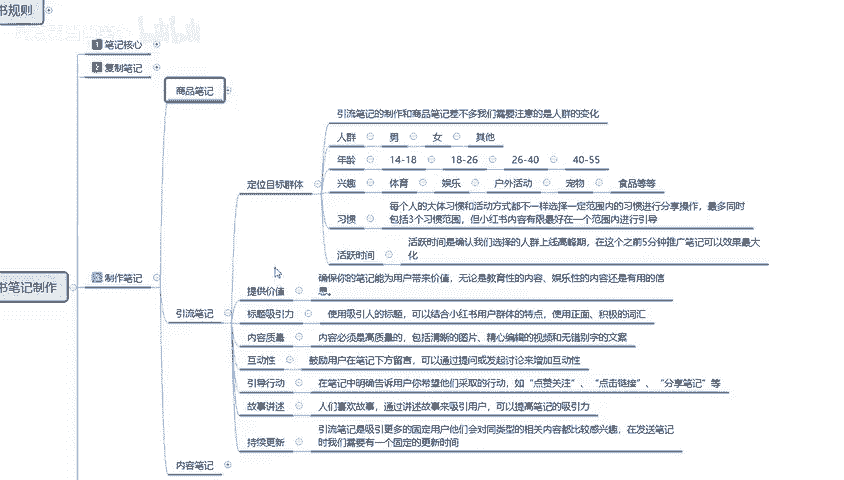 书规则
1 笔记核心
2 复制笔记
商品笔记
引流笔记的制作和商品笔记差不多我们需要注意的是人群的变化
人群 男 女 其他
年龄 14-18 18-26 26-40 40-55
定位目标群体
兴趣 体育 娱乐 户外活动 宠物 食品等等
习惯
每个人的大体习惯和活动方式都不一样选择一定范围内的习惯进行分享操作，最多同时
包括3个习惯范围，但小红书内容有限最好在一个范围内进行引导
活跃时间
活跃时间是确认我们选择的人群上线高峰期，在这个之前5分钟推广笔记可以效果最大
化
书笔记制作
制作笔记
引流笔记
提供价值
确保你的笔记能为用户带来价值，无论是教育性的内容、娱乐性的内容还是有用的信
息。
标题吸引力 使用吸引人的标题，可以结合小红书用户群体的特点，使用正面、积极的词汇
内容质量 内容必须是高质量的，包括清晰的图片、精心编辑的视频和无错别字的文案
互动性 鼓励用户在笔记下方留言，可以通过提问或发起讨论来增加互动性
引导行动 在笔记中明确告诉用户你希望他们采取的行动，如“点赞关注”、“点击链接”、“分享笔记”等
故事讲述 人们喜欢故事，通过讲述故事来吸引用户，可以提高笔记的吸引力
持续更新
引流笔记是吸引更多的固定用户他们会对同类型的相关内容都比较感兴趣，在发送笔记
时我们需要有一个固定的更新时间
内容笔记